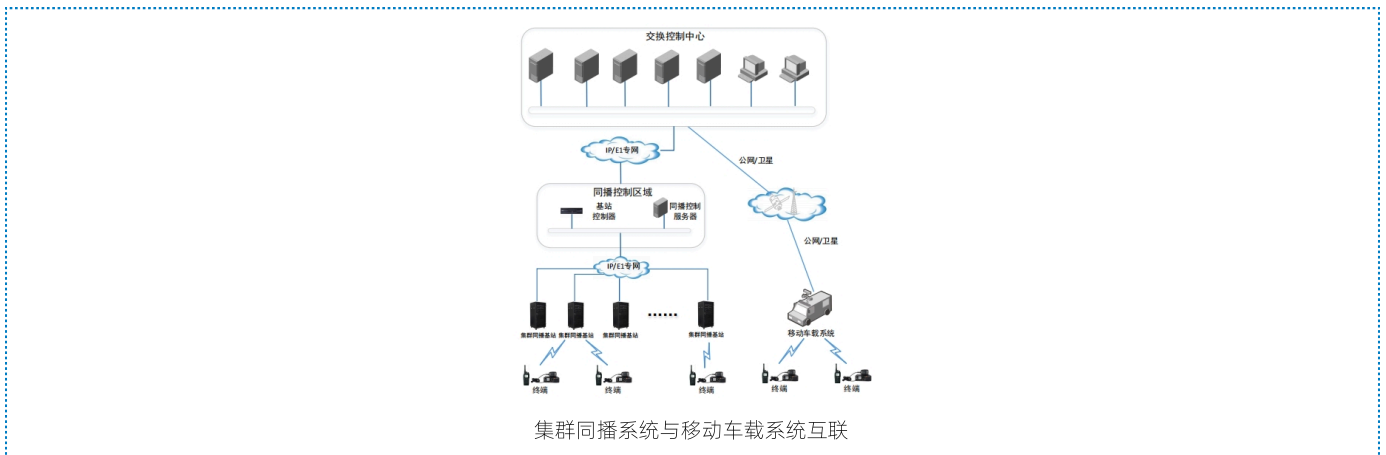 交换控制中心
IP/E1专网
公网/卫星
同播控制区域
基站
控制器
同播控制
服务器
公网/卫星
IP/E1专网
......
集群同播基站
集群同播基站
集群同播基站
集群同播基站
移动车载系统
终端
终端
终端
终端
终端
集群同播系统与移动车载系统互联